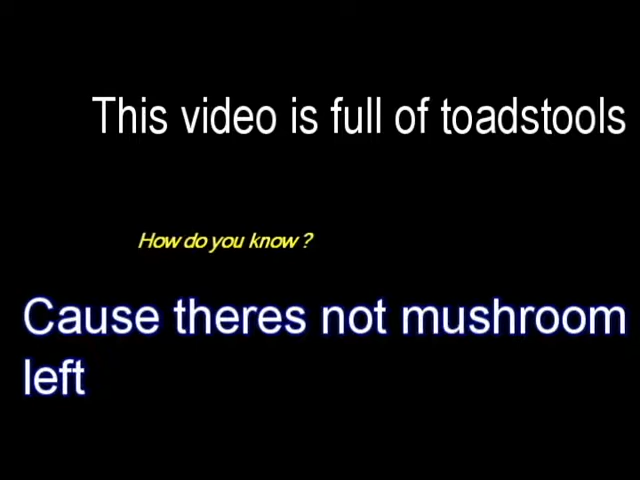 This video is full of toadstools
How do you know ?
Cause theres not mushroom
left